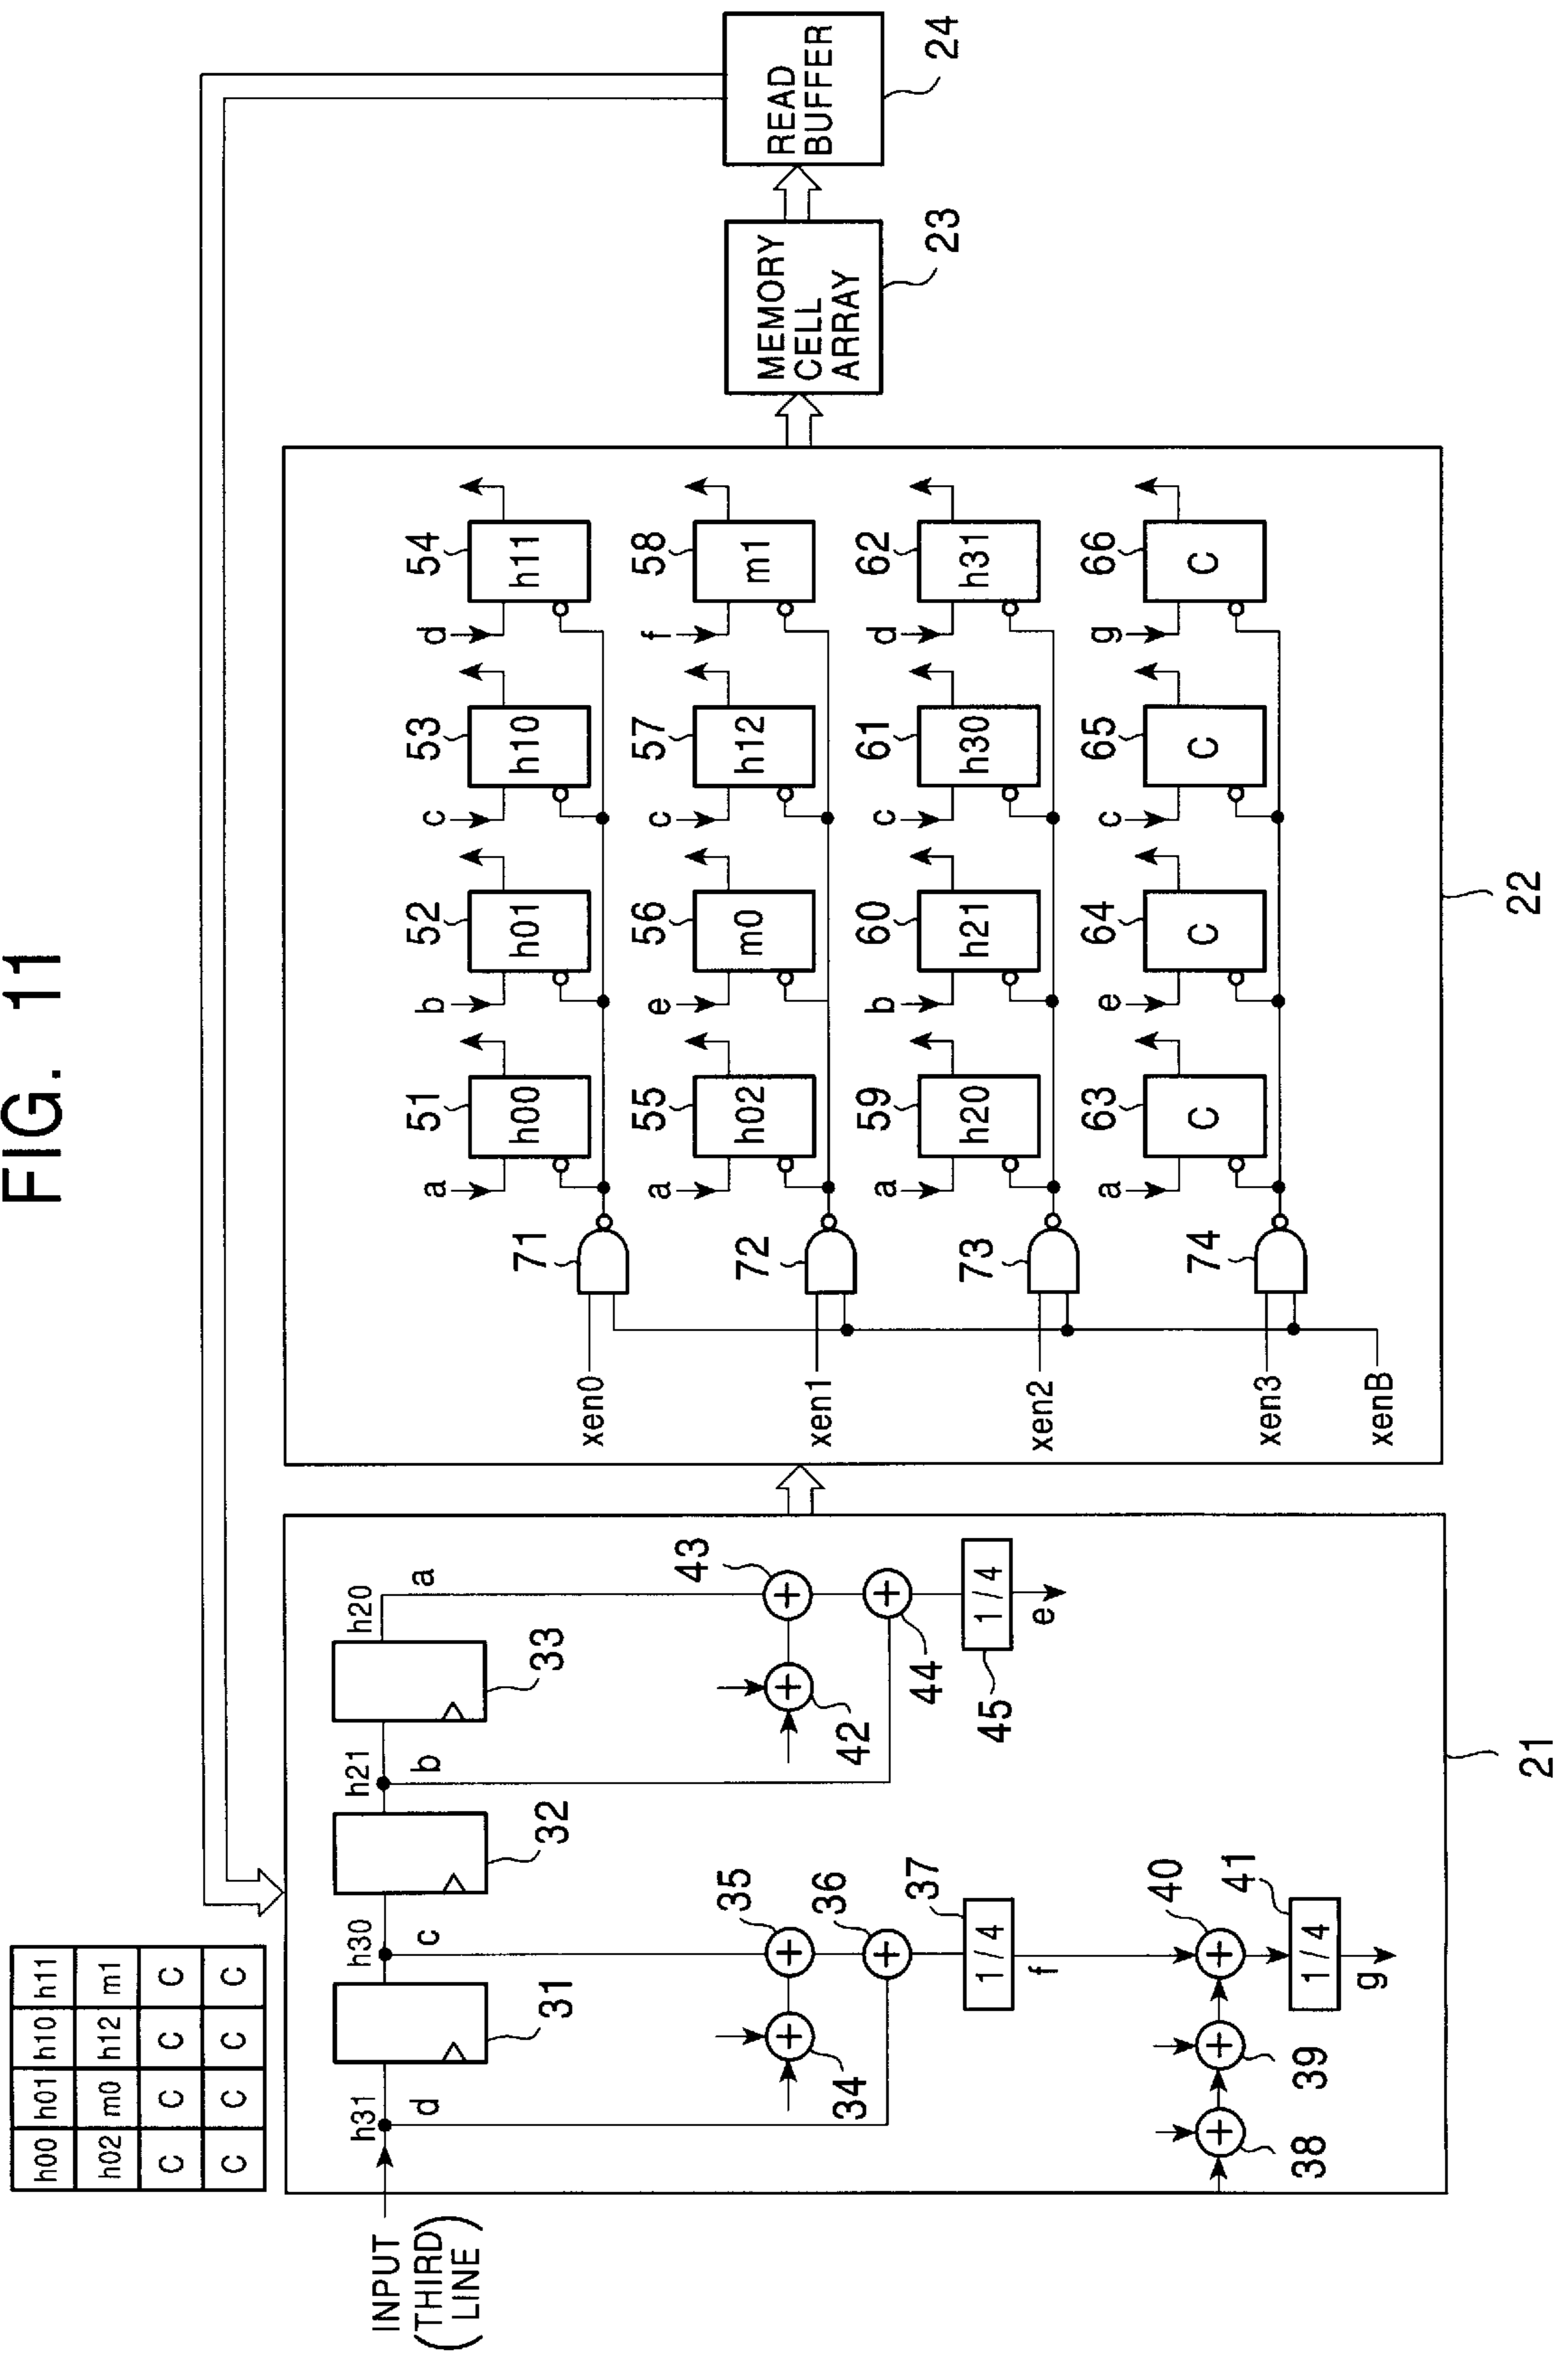 FIG. 11
h00 h01 h10 h11
h02 m0 h12 m1
C C C C
C C C C
INPUT
(THIRD
LINE)
h31
d
31
h30
c
32
h21
b
33
h20
a
34
35
36
37
1/4
f
38
39
40
41
1/4
g
42
43
44
45
1/4
e
21
xen0
71
a
51
h00
b
52
h01
c
53
h10
d
54
h11
xen1
72
a
55
h02
e
56
m0
c
57
h12
f
58
m1
xen2
73
a
59
h20
b
60
h21
c
61
h30
d
62
h31
xen3
74
a
63
C
e
64
C
c
65
C
g
66
C
xenB
22
MEMORY
CELL
ARRAY
23
READ
BUFFER
24